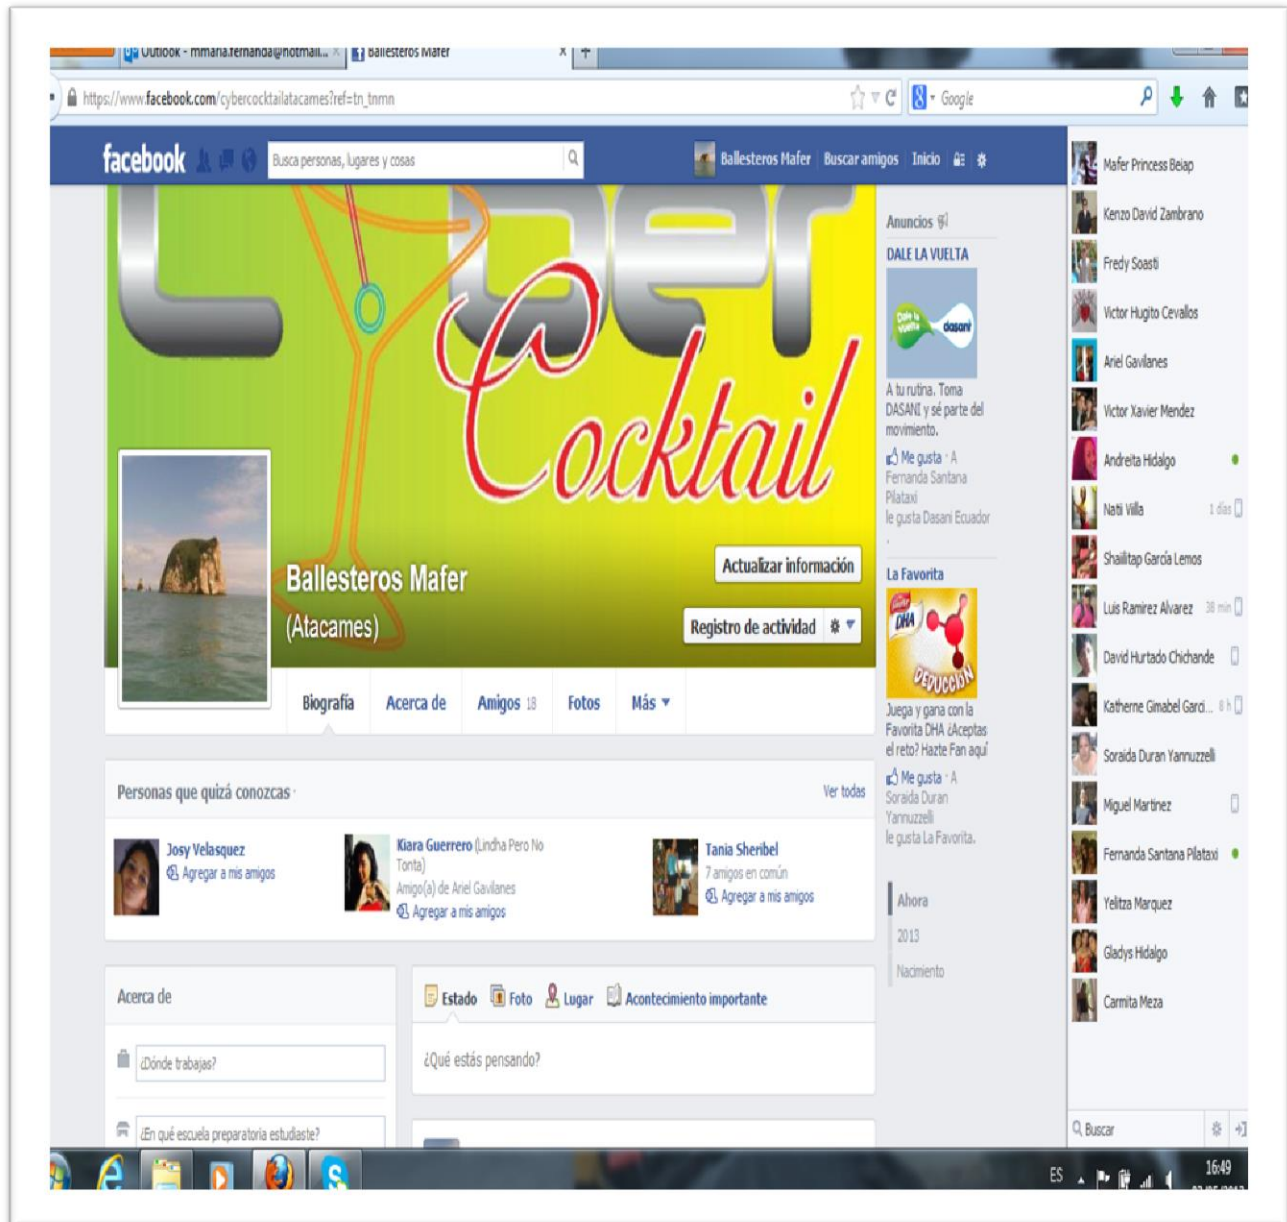 Outlook - mmaria.fernanda@hotmail... x
Ballesteros Mafer x
https://www.facebook.com/cybercocktailatacames?ref=tn_tnmn
Google
facebook
Busca personas, lugares y cosas
Ballesteros Mafer
Buscar amigos
Inicio
Cocktail
Ballesteros Mafer
(Atacames)
Actualizar información
Registro de actividad
Biografía
Acerca de
Amigos 18
Fotos
Más
Personas que quizá conozcas ·
Ver todas
Josy Velasquez
Agregar a mis amigos
Kiara Guerrero (Lindha Pero No
Tonta)
Amigo(a) de Ariel Gavilanes
Agregar a mis amigos
Tania Sheribel
7 amigos en común
Agregar a mis amigos
Acerca de
¿Dónde trabajas?
¿En qué escuela preparatoria estudiaste?
Estado
Foto
Lugar
Acontecimiento importante
¿Qué estás pensando?
Anuncios
DALE LA VUELTA
Dale la
vuelta
dasani
A tu rutina. Toma
DASANI y sé parte del
movimiento.
Me gusta · A
Fernanda Santana
Pilataxi
le gusta Dasani Ecuador
.
La Favorita
DHA
DEDUCCIÓN
Juega y gana con la
Favorita DHA ¿Aceptas
el reto? Hazte Fan aquí
Me gusta · A
Soraida Duran
Yannuzzelli
le gusta La Favorita.
Ahora
2013
Nacimiento
Mafer Princess Beiap
Kenzo David Zambrano
Fredy Soasti
Victor Hugito Cevallos
Ariel Gavilanes
Victor Xavier Mendez
Andreita Hidalgo
Natii Villa 1 días
Shailitap García Lemos
Luis Ramirez Alvarez 38 min
David Hurtado Chichande
Katherne Gimabel Garci... 8 h
Soraida Duran Yannuzzelli
Miguel Martinez
Fernanda Santana Pilataxi
Yelitza Marquez
Gladys Hidalgo
Carmita Meza
Buscar
ES
16:49